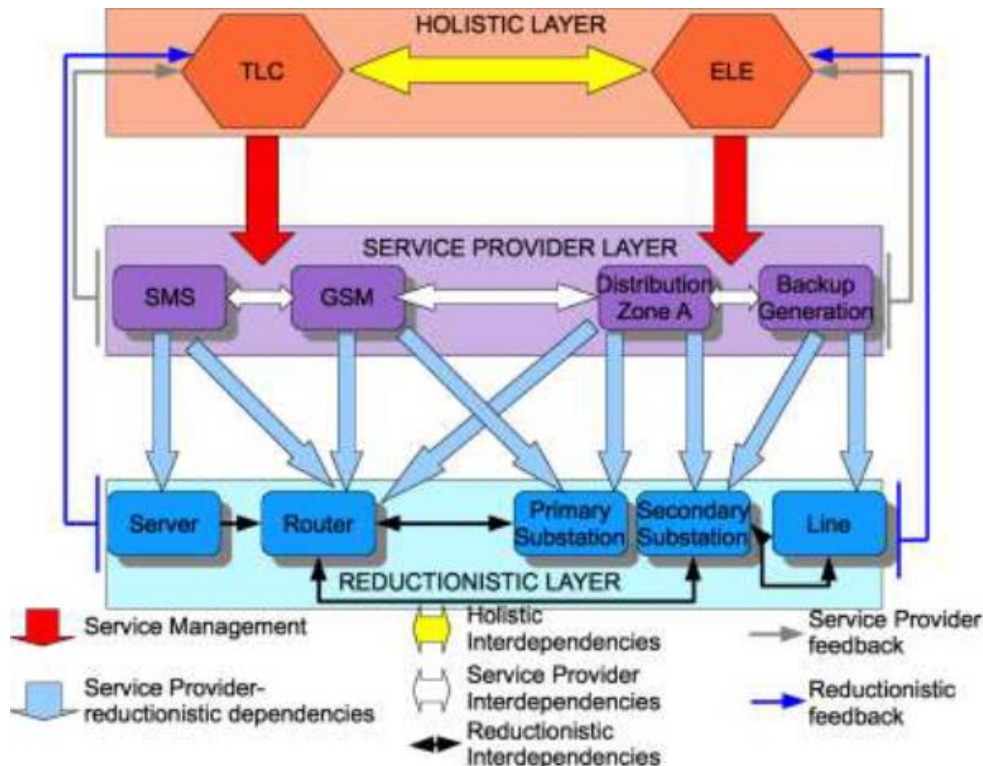 HOLISTIC LAYER
TLC
ELE
SERVICE PROVIDER LAYER
SMS
GSM
Distribution
Zone A
Backup
Generation
Server
Router
Primary
Substation
Secondary
Substation
Line
REDUCTIONISTIC LAYER
Service Management
Holistic
Interdependencies
Service Provider
feedback
Service Provider-
reductionistic dependencies
Service Provider
Interdependencies
Reductionistic
feedback
Reductionistic
Interdependencies